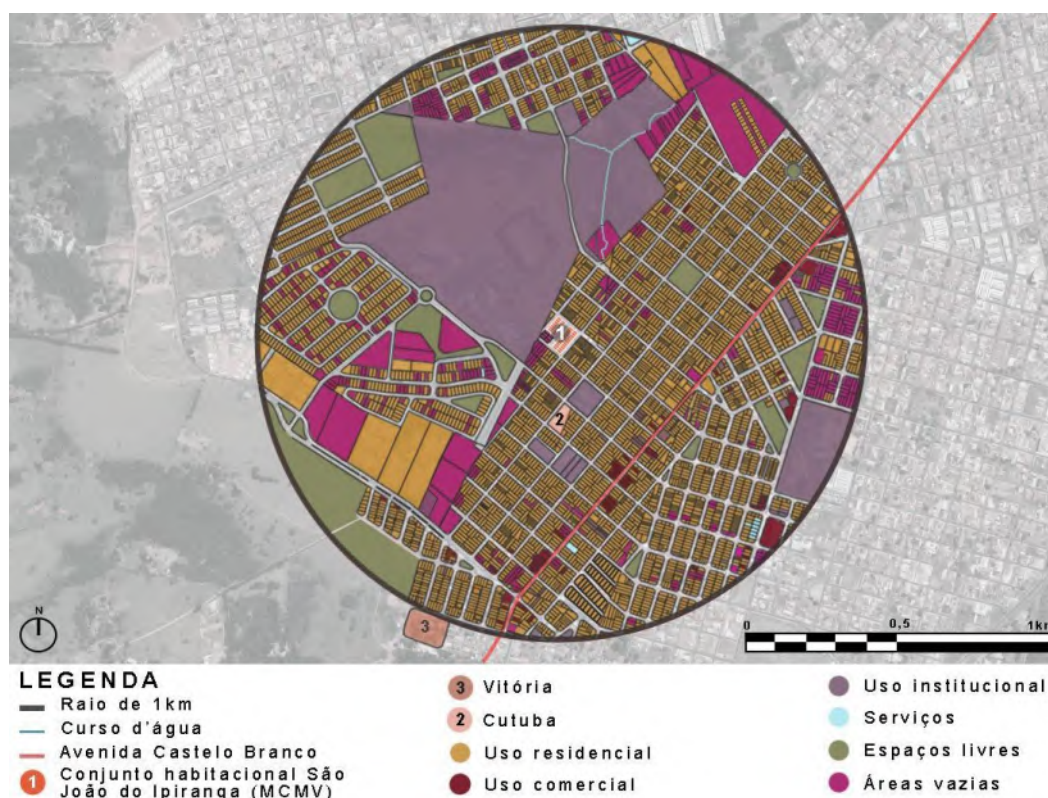 1
2
3
N
0
0,5
1km
LEGENDA
Raio de 1km
Curso d'água
Avenida Castelo Branco
1 Conjunto habitacional São
João do Ipiranga (MCMV)
3 Vitória
2 Cutuba
Uso residencial
Uso comercial
Uso institucional
Serviços
Espaços livres
Áreas vazias